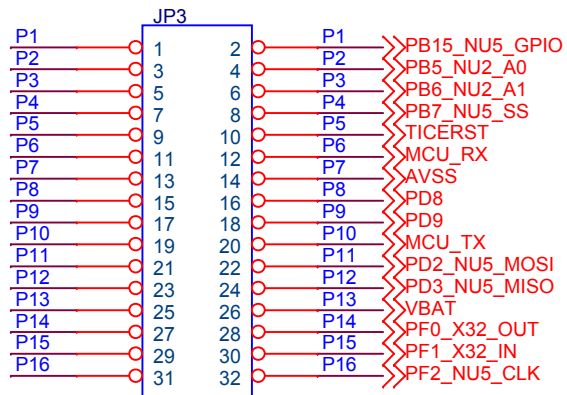 JP3
P1 1 2 P1 PB15_NU5_GPIO
P2 3 4 P2 PB5_NU2_A0
P3 5 6 P3 PB6_NU2_A1
P4 7 8 P4 PB7_NU5_SS
P5 9 10 P5 TICERST
P6 11 12 P6 MCU_RX
P7 13 14 P7 AVSS
P8 15 16 P8 PD8
P9 17 18 P9 PD9
P10 19 20 P10 MCU_TX
P11 21 22 P11 PD2_NU5_MOSI
P12 23 24 P12 PD3_NU5_MISO
P13 25 26 P13 VBAT
P14 27 28 P14 PF0_X32_OUT
P15 29 30 P15 PF1_X32_IN
P16 31 32 P16 PF2_NU5_CLK